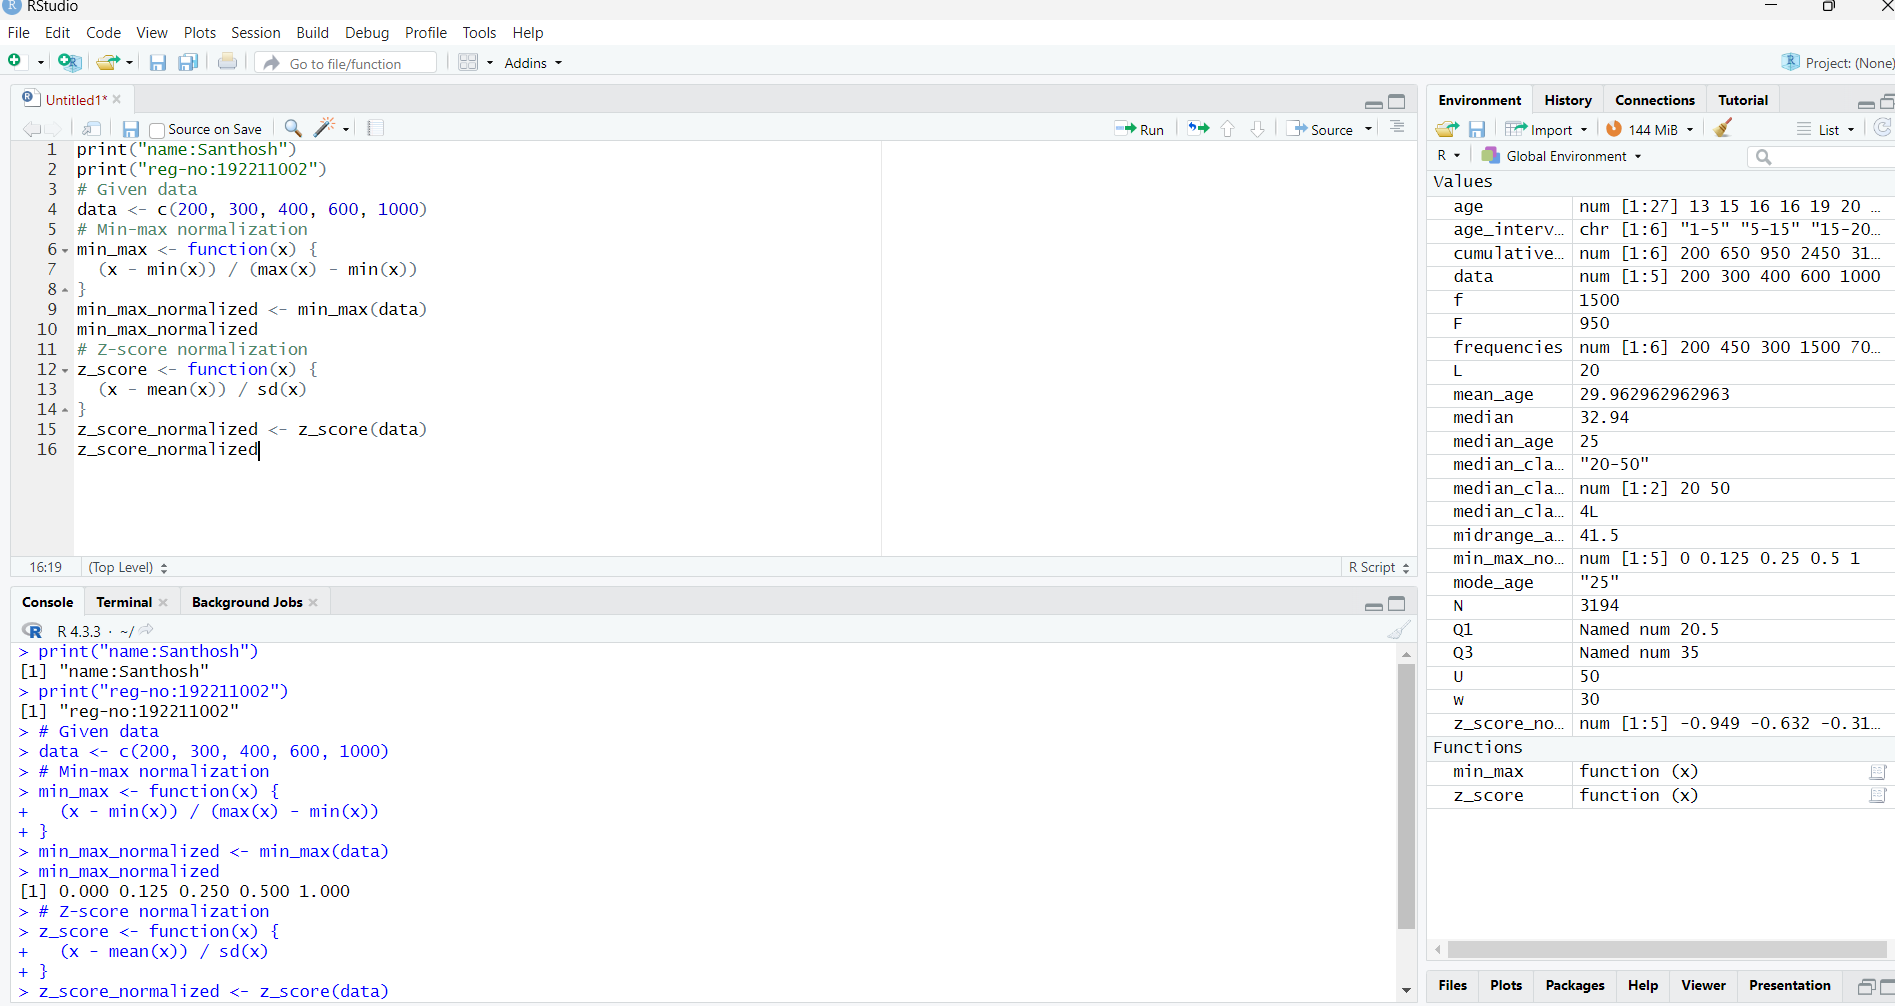 RStudio
File Edit Code View Plots Session Build Debug Profile Tools Help
Go to file/function Addins Project: (None)
Untitled1*
Source on Save Run Source
1 print("name:Santhosh")
2 print("reg-no:192211002")
3 # Given data
4 data <- c(200, 300, 400, 600, 1000)
5 # Min-max normalization
6 min_max <- function(x) {
7 (x - min(x)) / (max(x) - min(x))
8 }
9 min_max_normalized <- min_max(data)
10 min_max_normalized
11 # Z-score normalization
12 z_score <- function(x) {
13 (x - mean(x)) / sd(x)
14 }
15 z_score_normalized <- z_score(data)
16 z_score_normalized
16:19 (Top Level) R Script
Console Terminal Background Jobs
R 4.3.3 · ~/
> print("name:Santhosh")
[1] "name:Santhosh"
> print("reg-no:192211002")
[1] "reg-no:192211002"
> # Given data
> data <- c(200, 300, 400, 600, 1000)
> # Min-max normalization
> min_max <- function(x) {
+ (x - min(x)) / (max(x) - min(x))
+ }
> min_max_normalized <- min_max(data)
> min_max_normalized
[1] 0.000 0.125 0.250 0.500 1.000
> # Z-score normalization
> z_score <- function(x) {
+ (x - mean(x)) / sd(x)
+ }
> z_score_normalized <- z_score(data)
Environment History Connections Tutorial
Import 144 MiB List
R Global Environment
Values
age num [1:27] 13 15 16 16 19 20 ...
age_interv… chr [1:6] "1-5" "5-15" "15-20…
cumulative… num [1:6] 200 650 950 2450 31…
data num [1:5] 200 300 400 600 1000
f 1500
F 950
frequencies num [1:6] 200 450 300 1500 70…
L 20
mean_age 29.962962962963
median 32.94
median_age 25
median_cla… "20-50"
median_cla… num [1:2] 20 50
median_cla… 4L
midrange_a… 41.5
min_max_no… num [1:5] 0 0.125 0.25 0.5 1
mode_age "25"
N 3194
Q1 Named num 20.5
Q3 Named num 35
U 50
w 30
z_score_no… num [1:5] -0.949 -0.632 -0.31…
Functions
min_max function (x)
z_score function (x)
Files Plots Packages Help Viewer Presentation